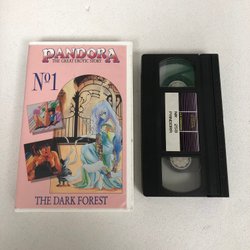 PANDORA
THE GREAT EROTIC STORY
Nº1
THE DARK FOREST